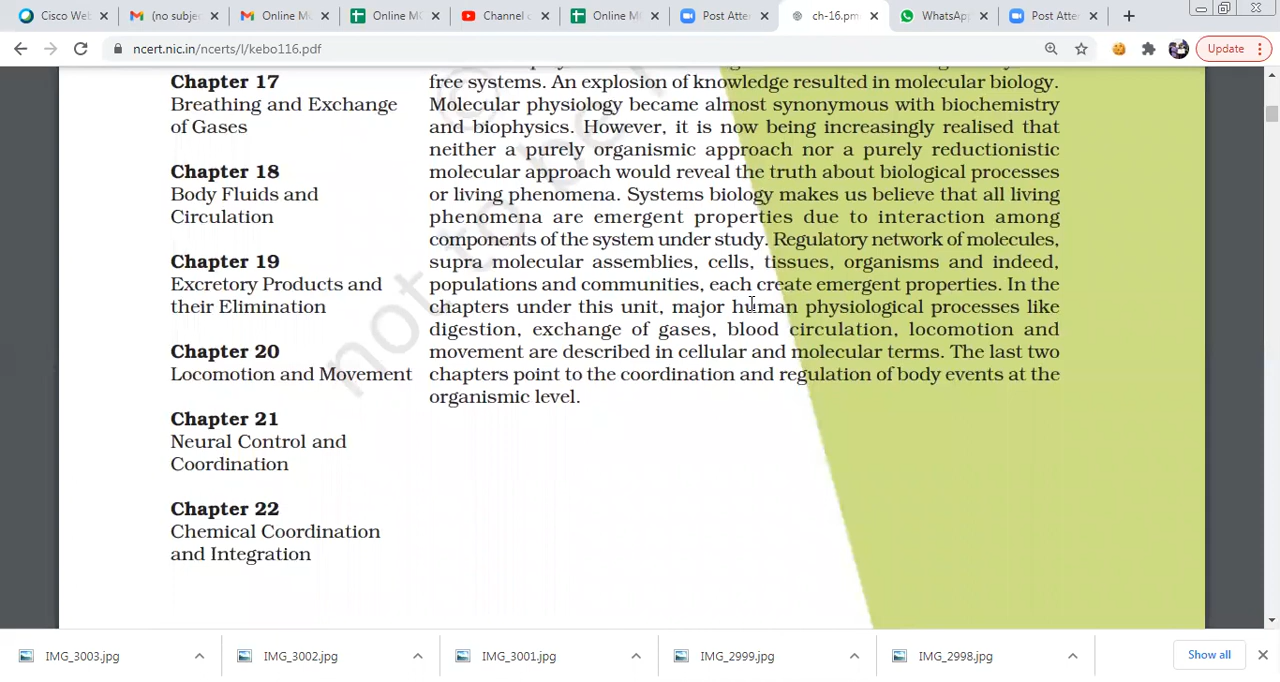 Cisco Web
(no subje
Online M
Online MO
Channel c
Online M
Post Atte
ch-16.pm
WhatsAp
Post Atte
ncert.nic.in/ncerts/l/kebo116.pdf
Update
Chapter 17
Breathing and Exchange
of Gases
Chapter 18
Body Fluids and
Circulation
Chapter 19
Excretory Products and
their Elimination
Chapter 20
Locomotion and Movement
Chapter 21
Neural Control and
Coordination
Chapter 22
Chemical Coordination
and Integration
free systems. An explosion of knowledge resulted in molecular biology.
Molecular physiology became almost synonymous with biochemistry
and biophysics. However, it is now being increasingly realised that
neither a purely organismic approach nor a purely reductionistic
molecular approach would reveal the truth about biological processes
or living phenomena. Systems biology makes us believe that all living
phenomena are emergent properties due to interaction among
components of the system under study. Regulatory network of molecules,
supra molecular assemblies, cells, tissues, organisms and indeed,
populations and communities, each create emergent properties. In the
chapters under this unit, major human physiological processes like
digestion, exchange of gases, blood circulation, locomotion and
movement are described in cellular and molecular terms. The last two
chapters point to the coordination and regulation of body events at the
organismic level.
©
not to be
IMG_3003.jpg
IMG_3002.jpg
IMG_3001.jpg
IMG_2999.jpg
IMG_2998.jpg
Show all